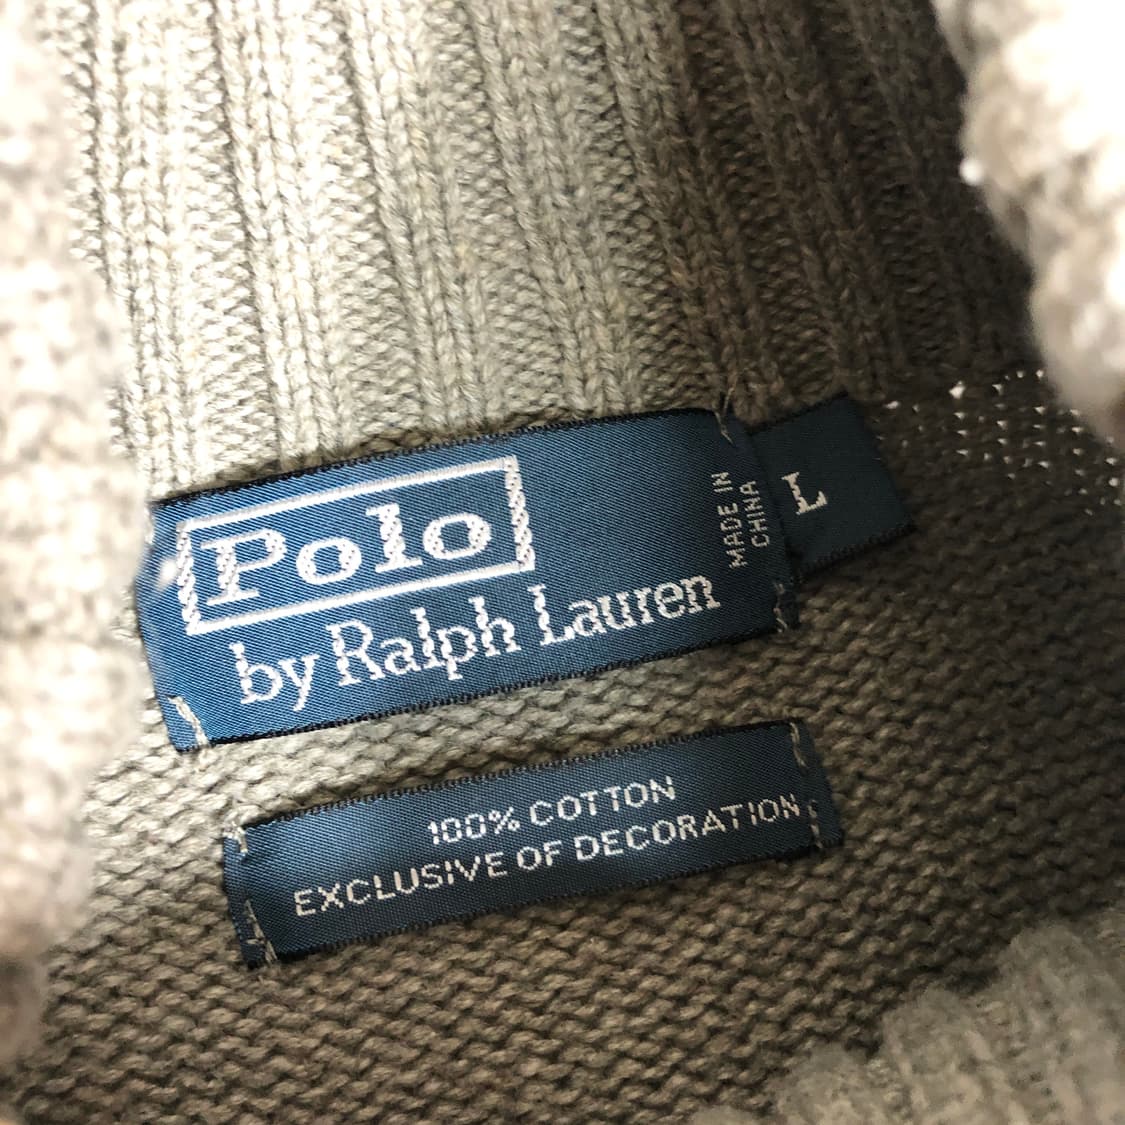 Polo
by Ralph Lauren
MADE IN
CHINA
L
100% COTTON
EXCLUSIVE OF DECORATION